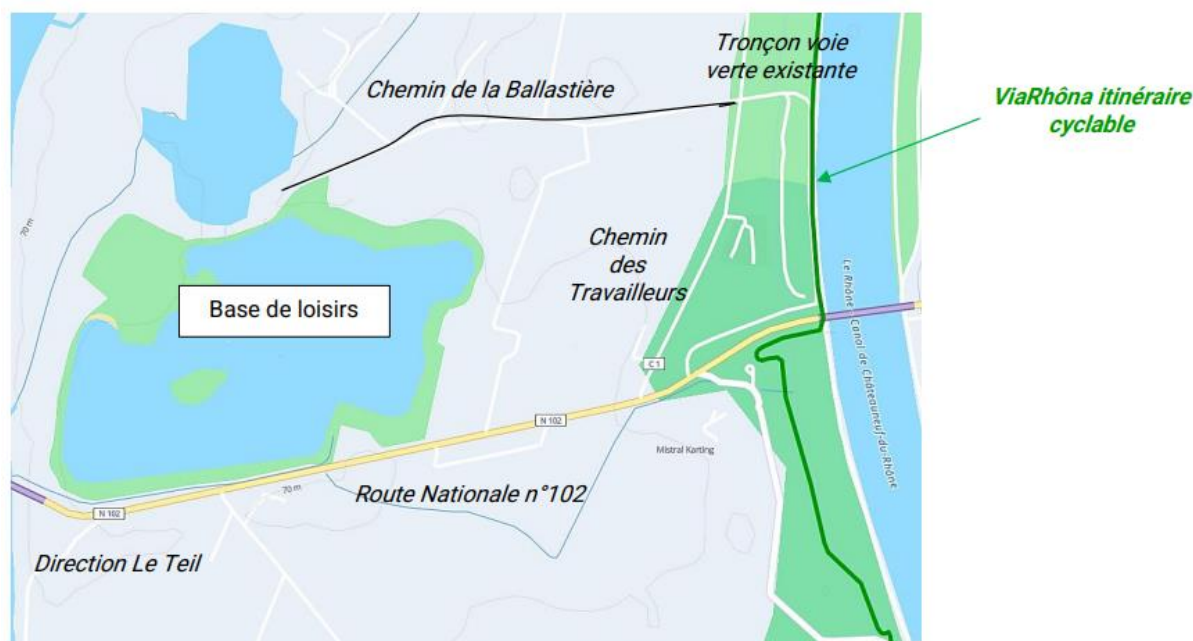 Tronçon voie
verte existante
Chemin de la Ballastière
ViaRhôna itinéraire
cyclable
70 m
Chemin
des
Travailleurs
Base de loisirs
Le Rhône - Canal de Châteauneuf-du-Rhône
C 1
N 102
Mistral Karting
70 m
Route Nationale n°102
N 102
Direction Le Teil